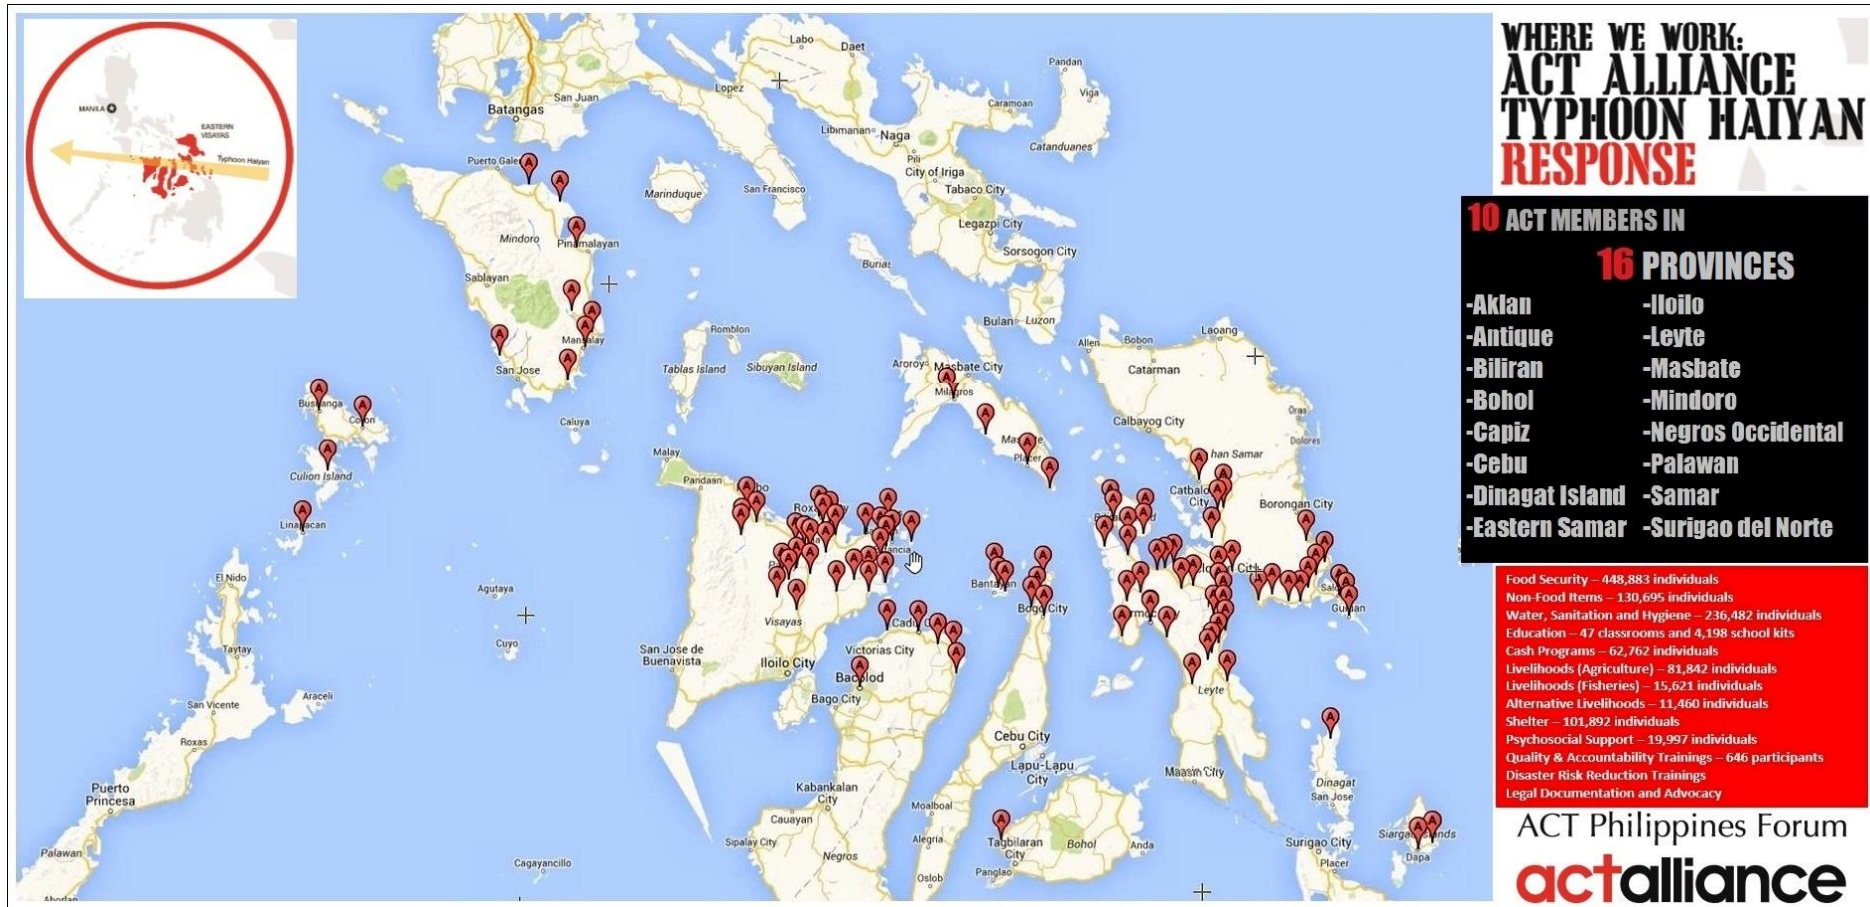 MANILA
EASTERN
VISAYAS
Typhoon Haiyan
Labo
Daet
Lopez
Batangas
San Juan
Pandan
Viga
Caramoan
Libmanan
Naga
Catanduanes
Pili
City of Iriga
Tabaco City
Legazpi City
Sorsogon City
Puerto Gale
Marinduque
San Francisco
Mindoro
Pinamalayan
Sablayan
Burias
Bulan
Luzon
Mansalay
San Jose
Romblon
Tablas Island
Sibuyan Island
Aroroy
Masbate City
Milagros
Allen
Bobon
Laoang
Catarman
Busuanga
Coron
Caluya
Calbayog City
Oras
Dolores
Culion Island
Malay
Placer
han Samar
Pandan
Catbalo
City
Borongan City
Linapacan
El Nido
Agutaya
Cuyo
Bantayan
Bogo City
Guiuan
Taytay
Visayas
San Jose de
Buenavista
Iloilo City
Victorias City
Bacolod
Bago City
Leyte
San Vicente
Araceli
Roxas
Puerto
Princesa
Cebu City
Lapu-Lapu
City
Maasin City
Dinagat
San Jose
Kabankalan
City
Cauayan
Moalboal
Tagbilaran
City
Sipalay City
Alegria
Bohol
Anda
Panglao
Surigao City
Placer
Dapa
Palawan
Cagayancillo
Negros
Oslob
Aborlan
WHERE WE WORK:
ACT ALLIANCE
TYPHOON HAIYAN
RESPONSE
10 ACT MEMBERS IN
16 PROVINCES
-Aklan
-Antique
-Biliran
-Bohol
-Capiz
-Cebu
-Dinagat Island
-Eastern Samar
-Iloilo
-Leyte
-Masbate
-Mindoro
-Negros Occidental
-Palawan
-Samar
-Surigao del Norte
Food Security – 448,883 individuals
Non-Food Items – 130,695 individuals
Water, Sanitation and Hygiene – 236,482 individuals
Education – 47 classrooms and 4,198 school kits
Cash Programs – 62,762 individuals
Livelihoods (Agriculture) – 81,842 individuals
Livelihoods (Fisheries) – 15,621 individuals
Alternative Livelihoods – 11,460 individuals
Shelter – 101,892 individuals
Psychosocial Support – 19,997 individuals
Quality & Accountability Trainings – 646 participants
Disaster Risk Reduction Trainings
Legal Documentation and Advocacy
ACT Philippines Forum
actalliance